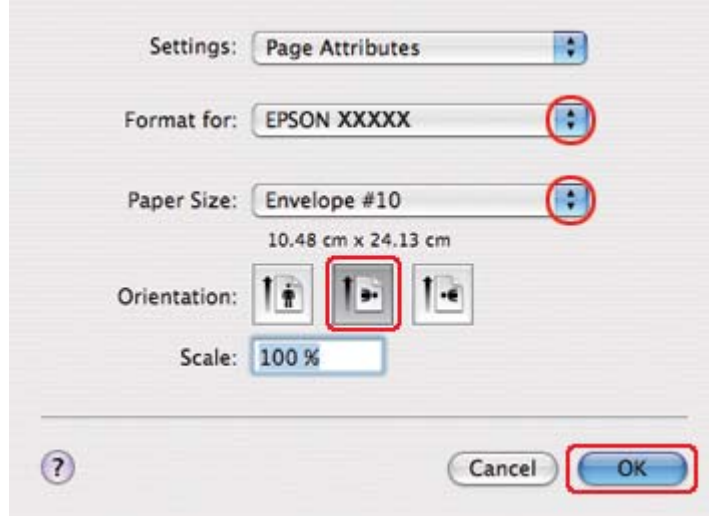 Settings: Page Attributes
Format for: EPSON XXXXX
Paper Size: Envelope #10
10.48 cm x 24.13 cm
Orientation:
Scale: 100 %
? Cancel OK